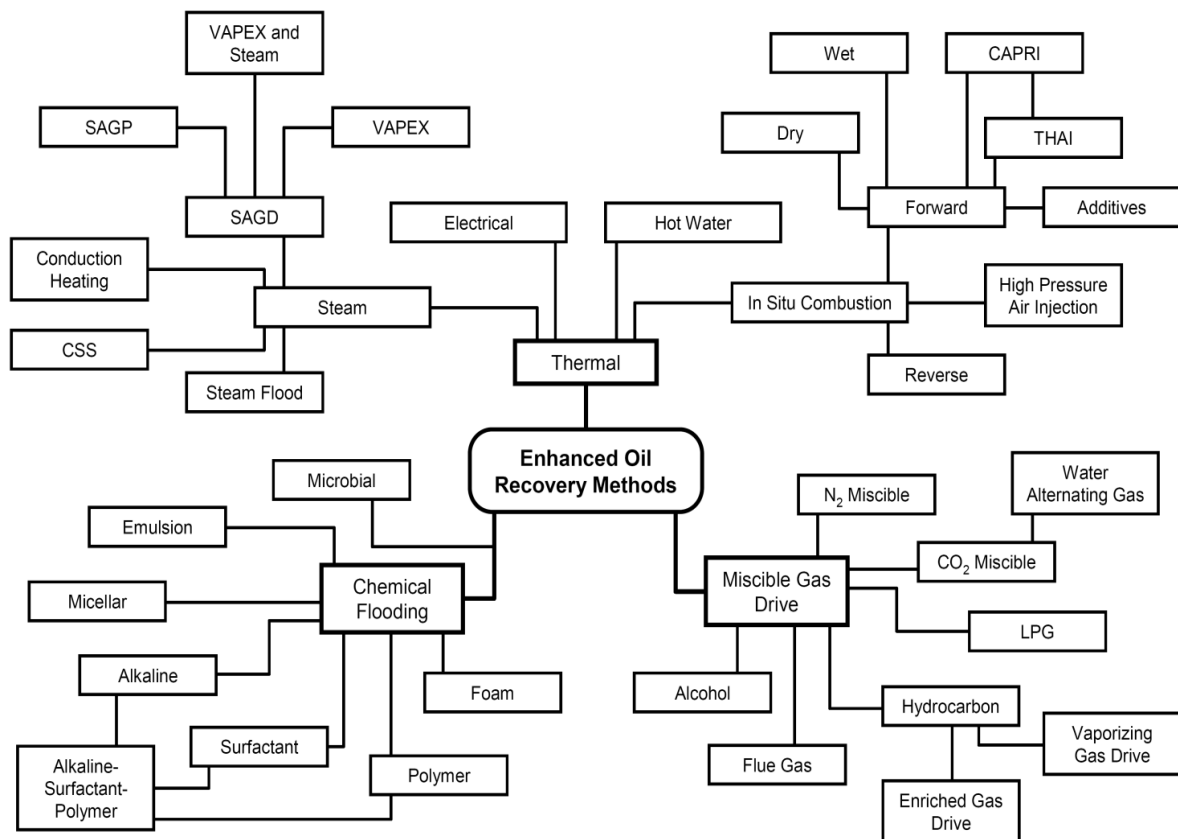 VAPEX and
Steam
Wet
CAPRI
SAGP
VAPEX
Dry
THAI
SAGD
Electrical
Hot Water
Forward
Additives
Conduction
Heating
Steam
In Situ Combustion
High Pressure
Air Injection
CSS
Thermal
Steam Flood
Reverse
Enhanced Oil
Recovery Methods
Microbial
N₂ Miscible
Water
Alternating Gas
Emulsion
CO₂ Miscible
Chemical
Flooding
Miscible Gas
Drive
Micellar
LPG
Alkaline
Foam
Alcohol
Hydrocarbon
Surfactant
Vaporizing
Gas Drive
Alkaline-
Surfactant-
Polymer
Polymer
Flue Gas
Enriched Gas
Drive